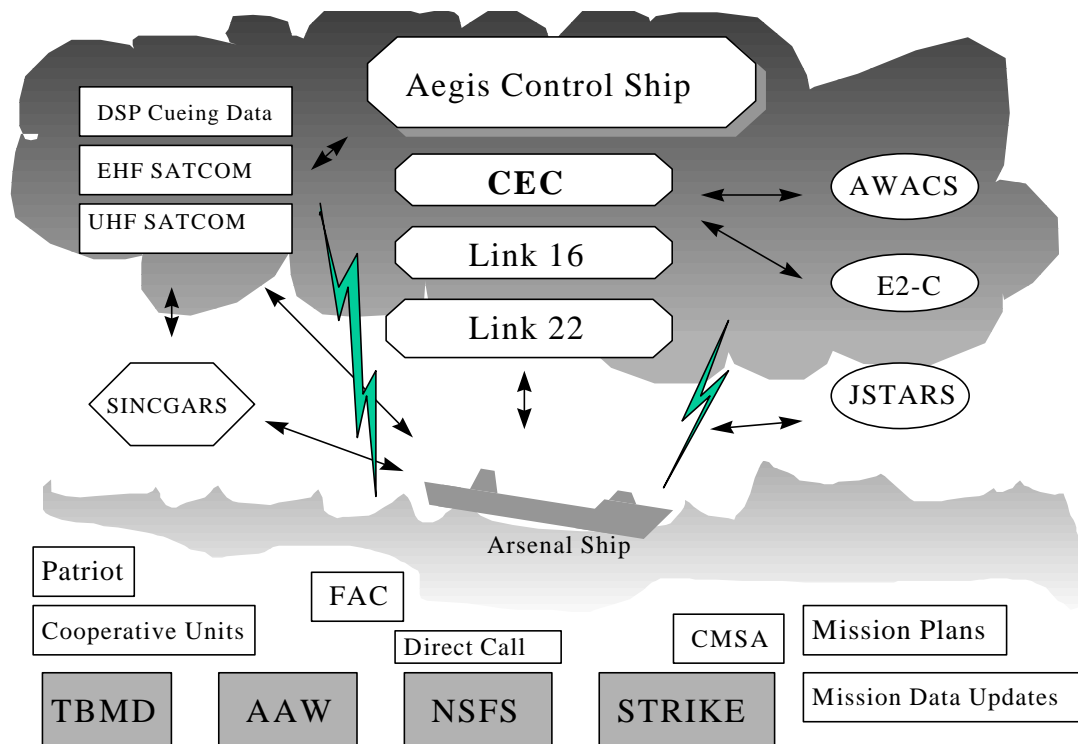 Aegis Control Ship
DSP Cueing Data
EHF SATCOM
UHF SATCOM
CEC
Link 16
Link 22
AWACS
E2-C
JSTARS
SINCGARS
Arsenal Ship
Patriot
Cooperative Units
FAC
Direct Call
CMSA
Mission Plans
Mission Data Updates
TBMD
AAW
NSFS
STRIKE